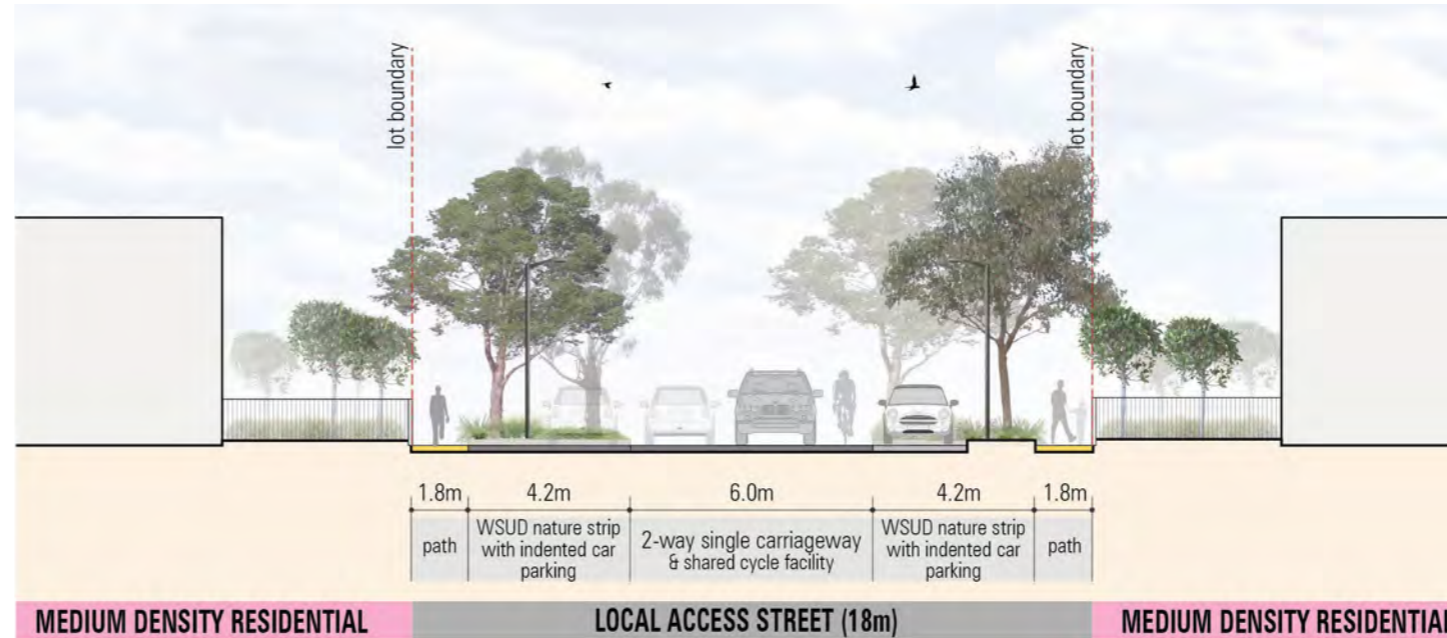 lot boundary
lot boundary
1.8m
4.2m
6.0m
4.2m
1.8m
path
WSUD nature strip
with indented car
parking
2-way single carriageway
& shared cycle facility
WSUD nature strip
with indented car
parking
path
MEDIUM DENSITY RESIDENTIAL
LOCAL ACCESS STREET (18m)
MEDIUM DENSITY RESIDENTIAL